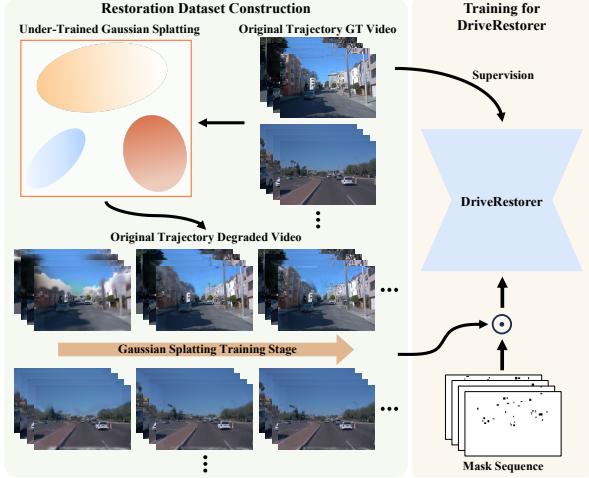 Restoration Dataset Construction
Under-Trained Gaussian Splatting
Original Trajectory GT Video
Original Trajectory Degraded Video
Gaussian Splatting Training Stage
Training for
DriveRestorer
Supervision
DriveRestorer
Mask Sequence